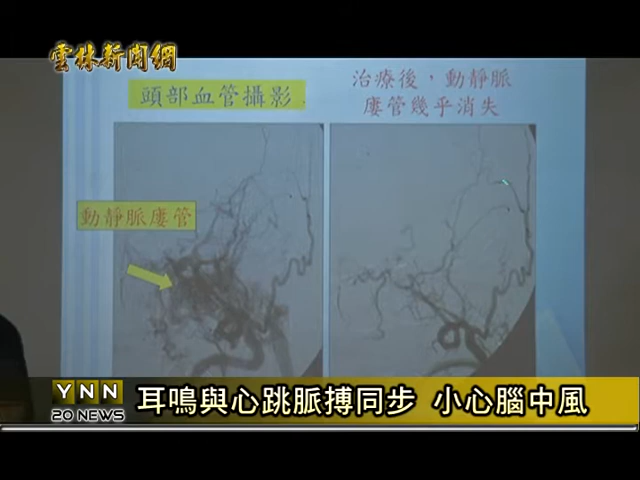 雲林新聞網
頭部血管攝影
治療後，動靜脈
廔管幾乎消失
動靜脈廔管
YNN
20 NEWS
耳鳴與心跳脈搏同步 小心腦中風